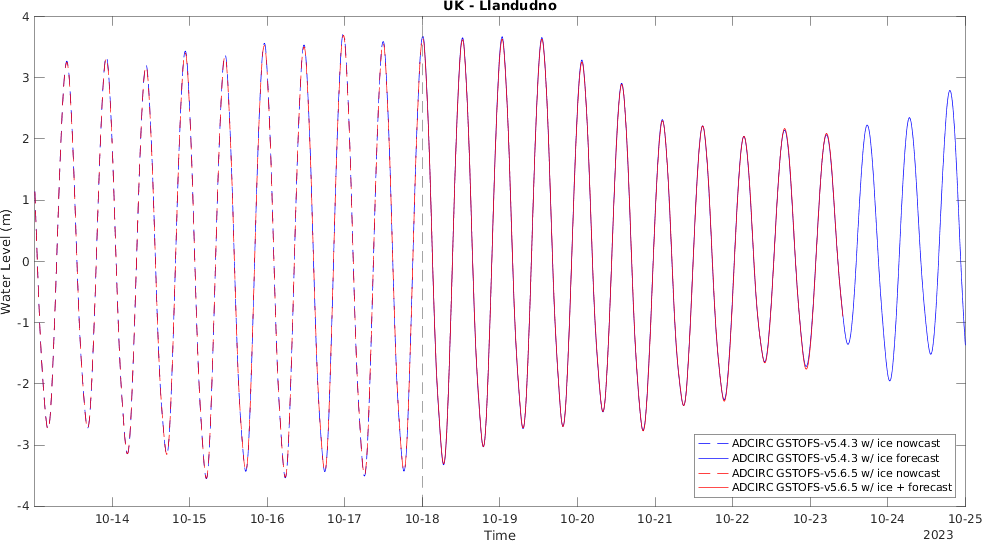 UK - Llandudno
Water Level (m)
4
3
2
1
0
-1
-2
-3
-4
10-14 10-15 10-16 10-17 10-18 10-19 10-20 10-21 10-22 10-23 10-24 10-25
Time
2023
ADCIRC GSTOFS-v5.4.3 w/ ice nowcast
ADCIRC GSTOFS-v5.4.3 w/ ice forecast
ADCIRC GSTOFS-v5.6.5 w/ ice nowcast
ADCIRC GSTOFS-v5.6.5 w/ ice + forecast